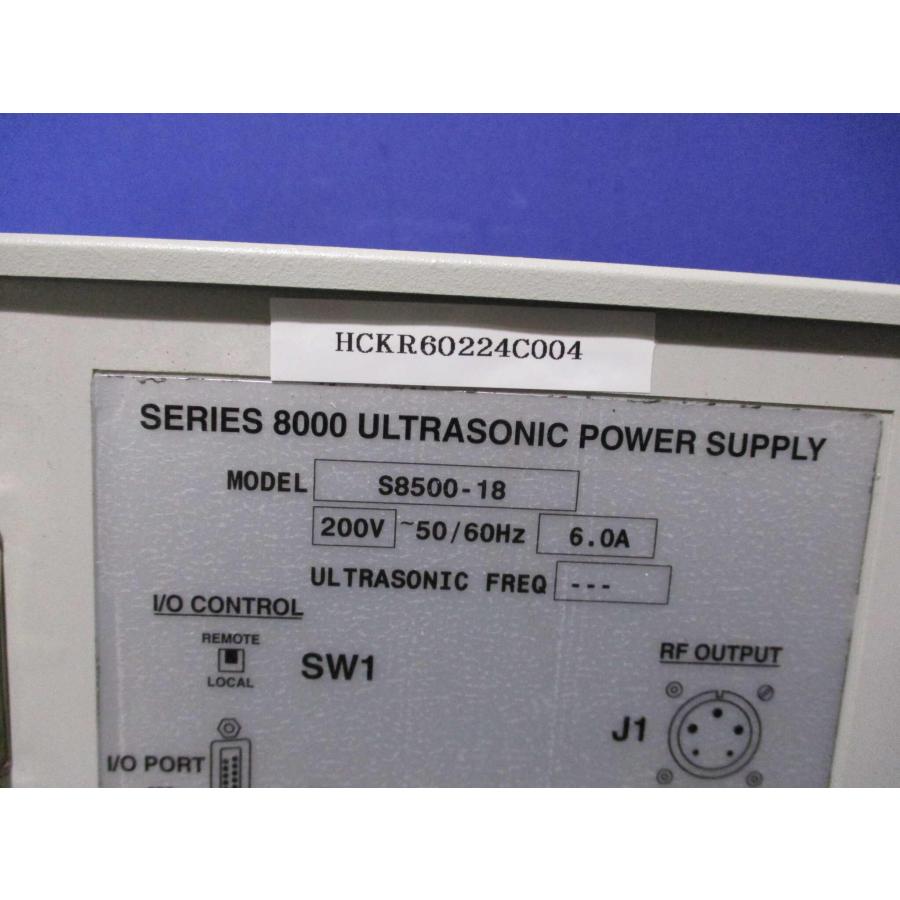 HCKR60224C004
SERIES 8000 ULTRASONIC POWER SUPPLY
MODEL S8500-18
200V ~50/60Hz 6.0A
ULTRASONIC FREQ ---
I/O CONTROL
REMOTE
LOCAL
SW1
RF OUTPUT
J1
I/O PORT